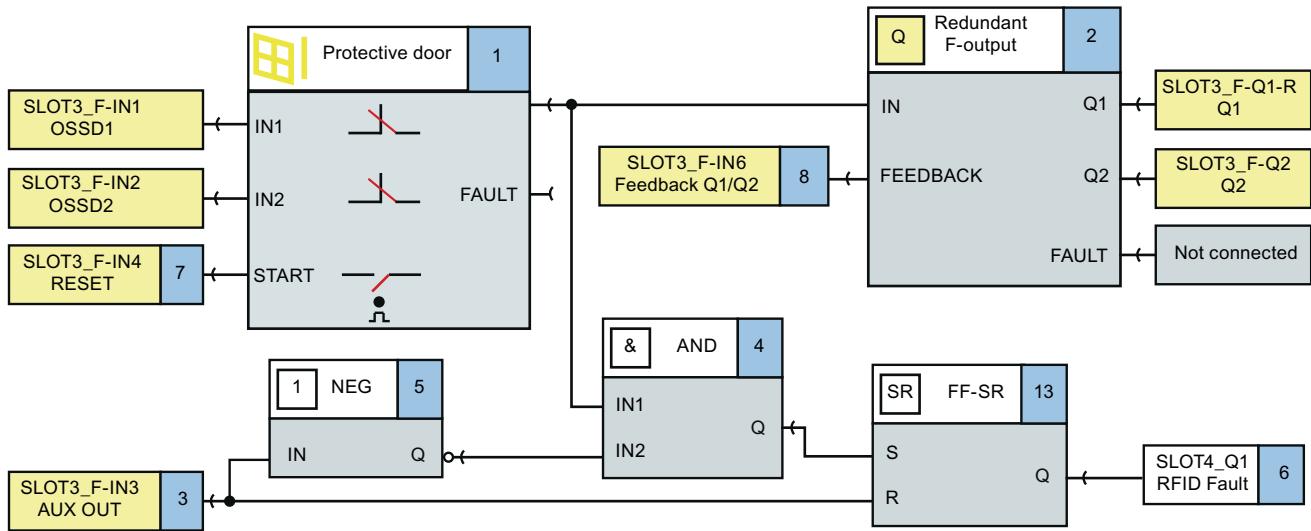 Protective door
1
SLOT3_F-IN1
OSSD1
IN1
SLOT3_F-IN2
OSSD2
IN2
FAULT
SLOT3_F-IN4
RESET
7
START
Q
Redundant
F-output
2
IN
Q1
SLOT3_F-Q1-R
Q1
SLOT3_F-IN6
Feedback Q1/Q2
8
FEEDBACK
Q2
SLOT3_F-Q2
Q2
FAULT
Not connected
1
NEG
5
IN
Q
&
AND
4
IN1
IN2
Q
SR
FF-SR
13
S
R
Q
SLOT4_Q1
RFID Fault
6
SLOT3_F-IN3
AUX OUT
3